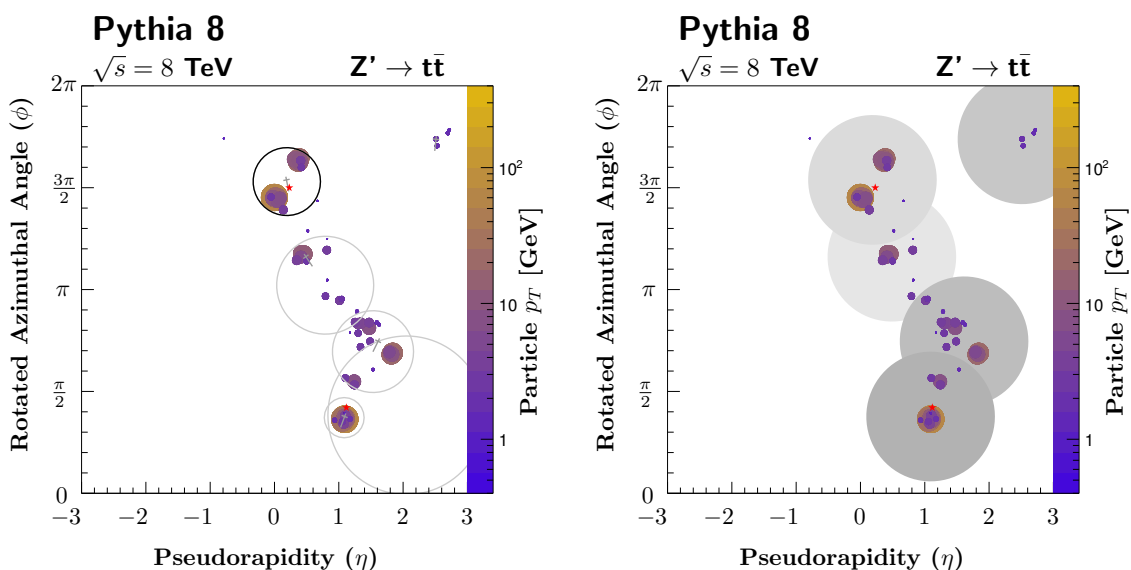 Pythia 8
√s = 8 TeV Z' → tt̄
2π
3π/2
π
π/2
0
Rotated Azimuthal Angle (ϕ)
−3 −2 −1 0 1 2 3
Pseudorapidity (η)
10²
10
1
Particle p_T [GeV]
Pythia 8
√s = 8 TeV Z' → tt̄
2π
3π/2
π
π/2
0
Rotated Azimuthal Angle (ϕ)
−3 −2 −1 0 1 2 3
Pseudorapidity (η)
10²
10
1
Particle p_T [GeV]